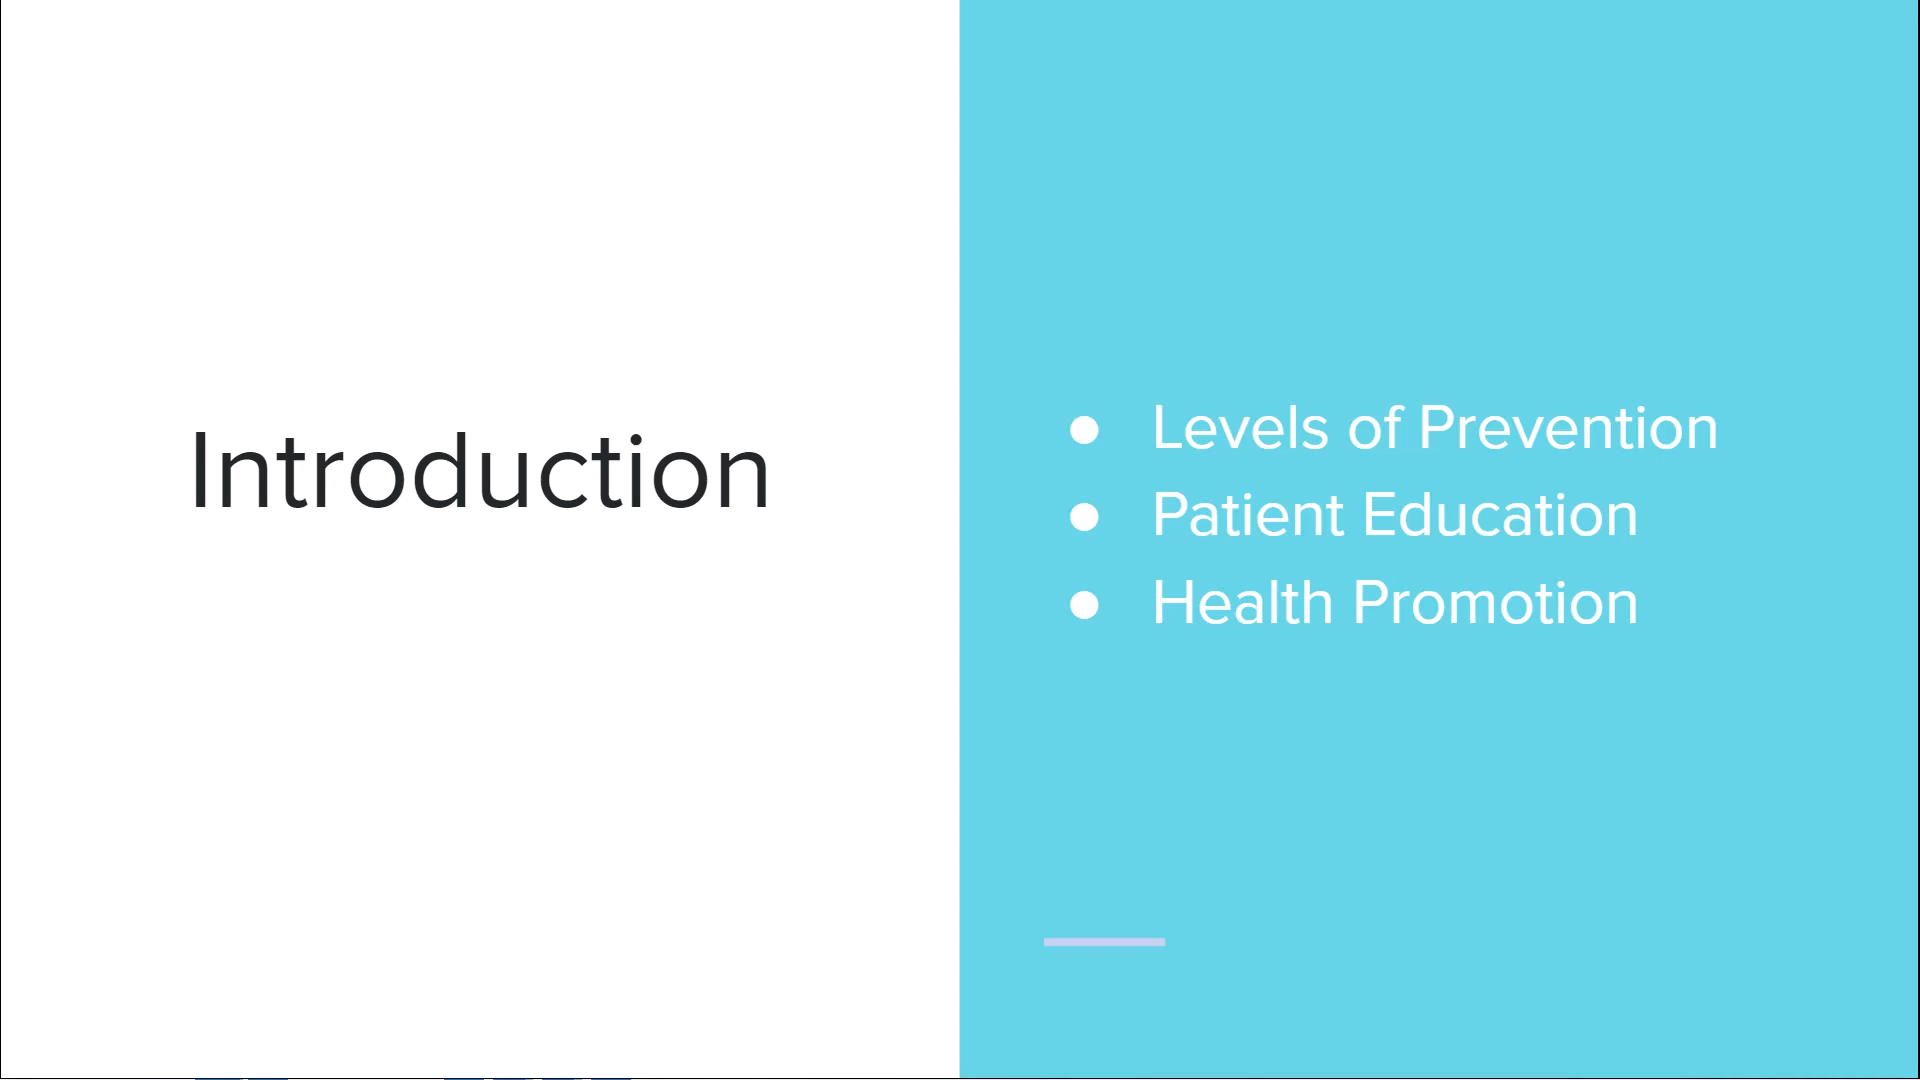 Introduction
● Levels of Prevention
● Patient Education
● Health Promotion